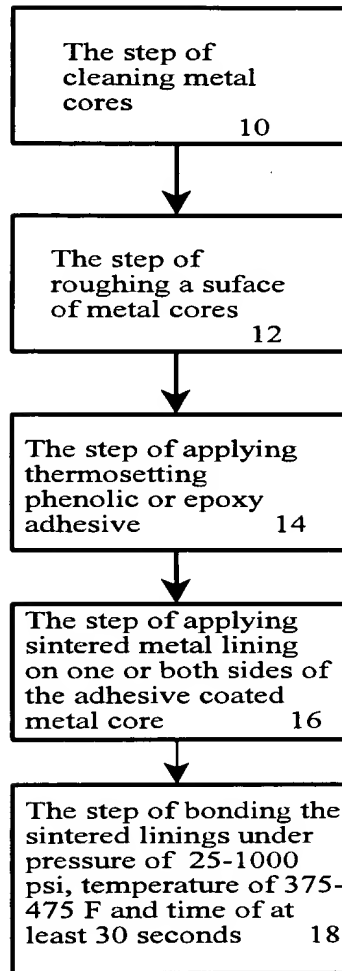 The step of
cleaning metal
cores
10
The step of
roughing a suface
of metal cores
12
The step of applying
thermosetting
phenolic or epoxy
adhesive 14
The step of applying
sintered metal lining
on one or both sides of
the adhesive coated
metal core 16
The step of bonding the
sintered linings under
pressure of 25-1000
psi, temperature of 375-
475 F and time of at
least 30 seconds 18